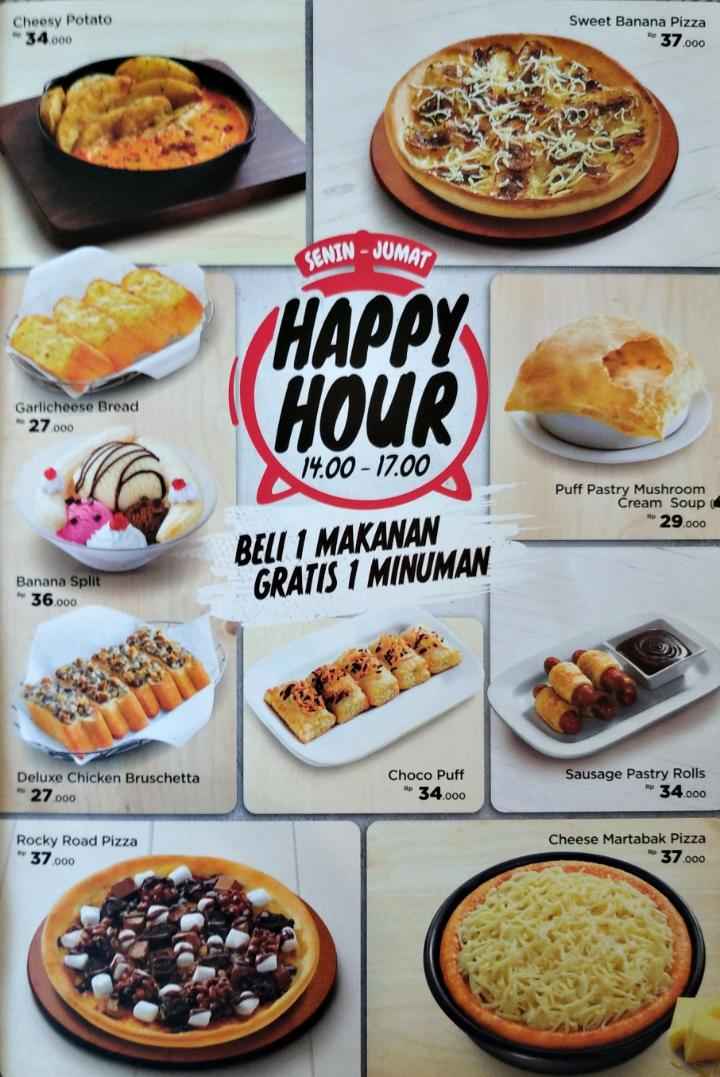 Cheesy Potato
Rp 34.000
Sweet Banana Pizza
Rp 37.000
SENIN - JUMAT
HAPPY
HOUR
14.00 - 17.00
BELI 1 MAKANAN
GRATIS 1 MINUMAN
Garlicheese Bread
Rp 27.000
Puff Pastry Mushroom
Cream Soup
Rp 29.000
Banana Split
Rp 36.000
Deluxe Chicken Bruschetta
Rp 27.000
Choco Puff
Rp 34.000
Sausage Pastry Rolls
Rp 34.000
Rocky Road Pizza
Rp 37.000
Cheese Martabak Pizza
Rp 37.000